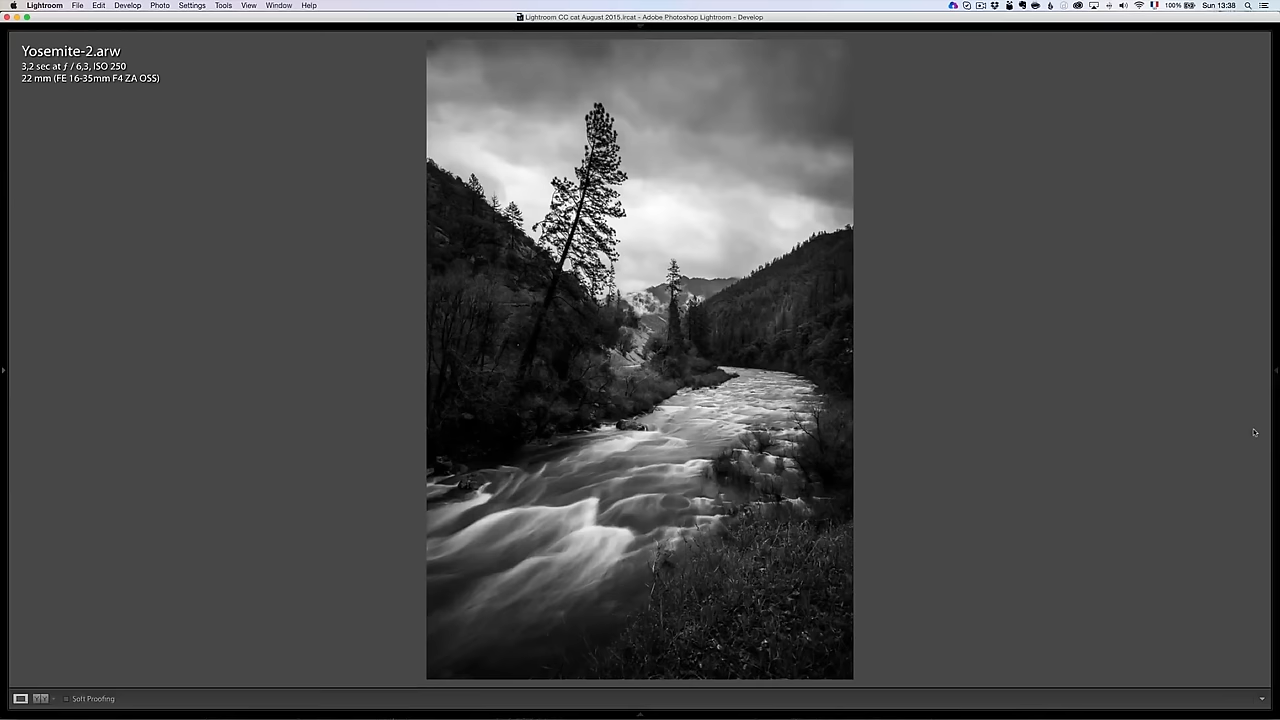 Lightroom File Edit Develop Photo Settings Tools View Window Help 100% Sun 13:38
Lightroom CC cat August 2015.lrcat - Adobe Photoshop Lightroom - Develop
Yosemite-2.arw
3,2 sec at ƒ / 6,3, ISO 250
22 mm (FE 16-35mm F4 ZA OSS)
Y Y Soft Proofing